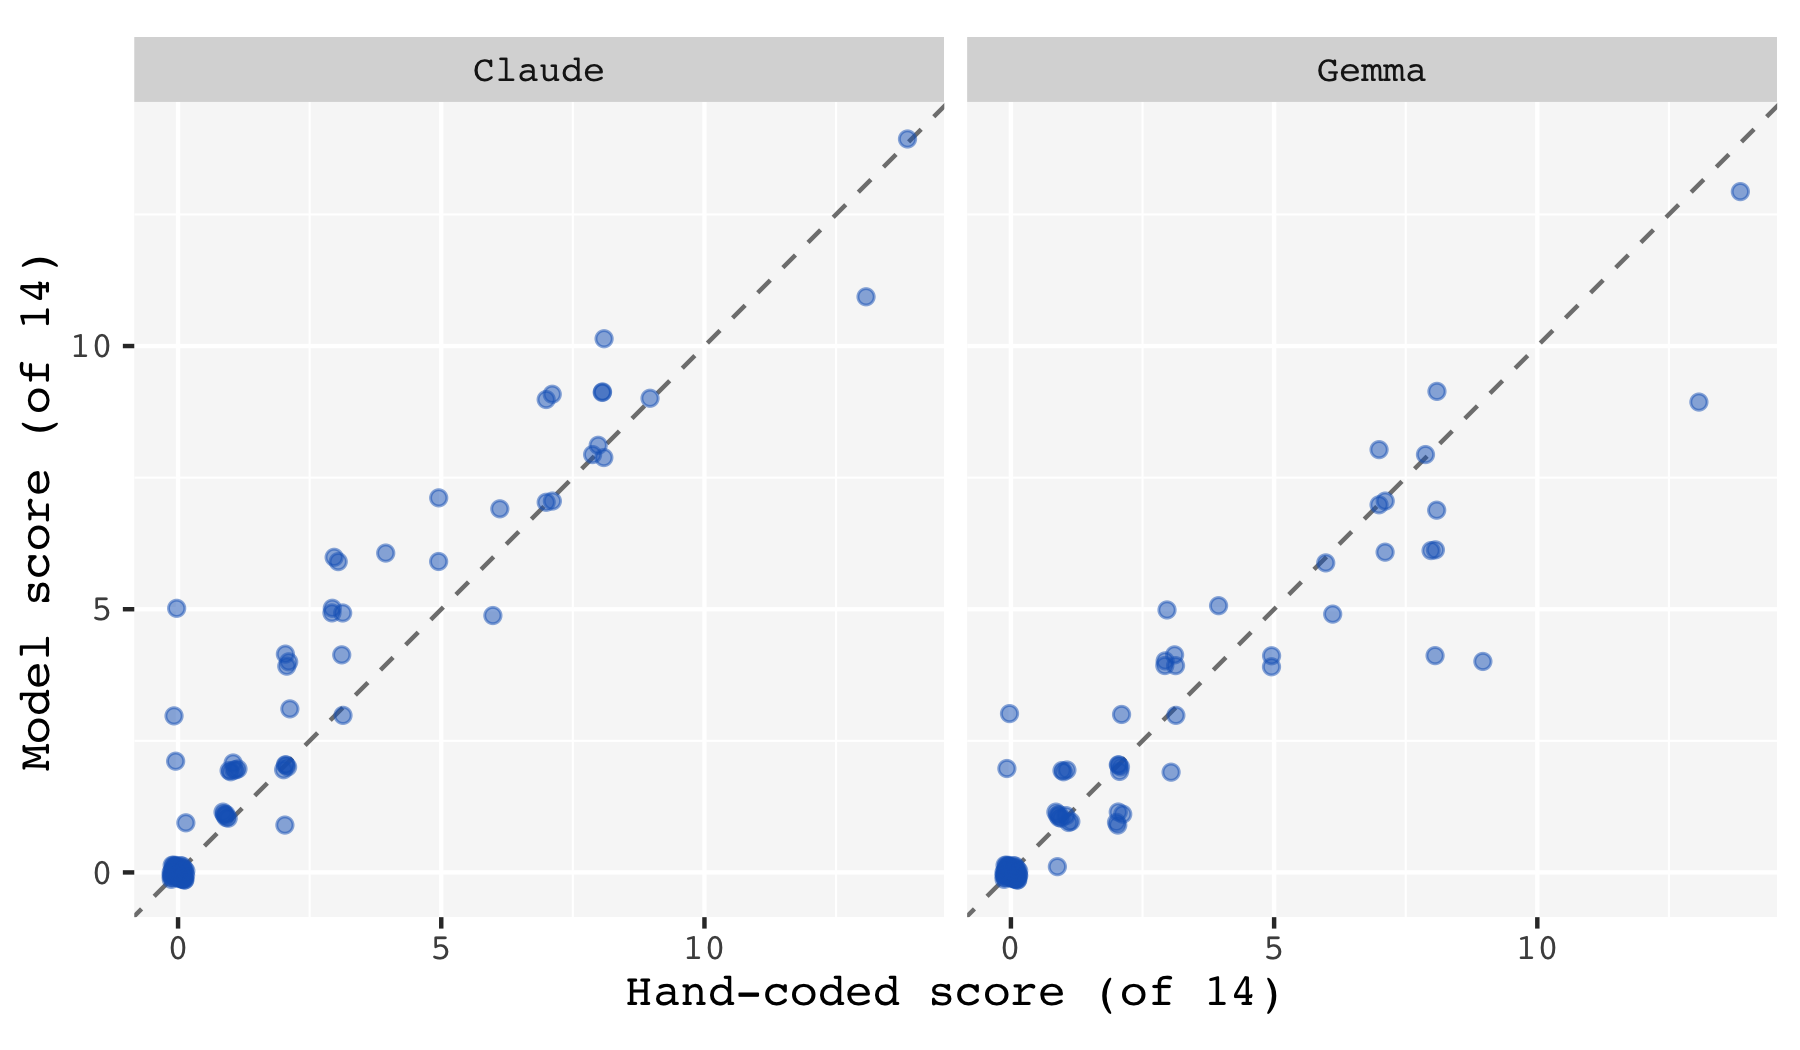 Claude
Gemma
Model score (of 14)
10
5
0
0 5 10
0 5 10
Hand-coded score (of 14)